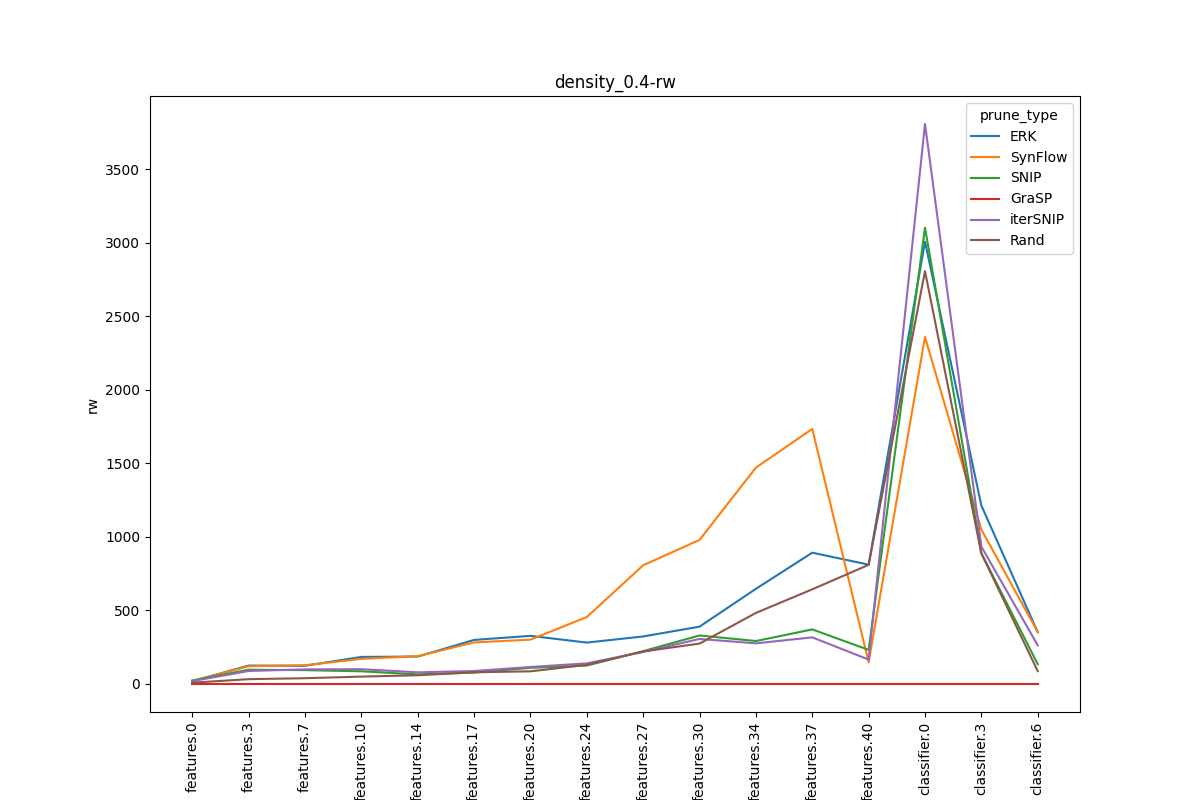 density_0.4-rw
prune_type
ERK
SynFlow
SNIP
GraSP
iterSNIP
Rand
3500
3000
2500
2000
1500
1000
500
0
rw
features.0
features.3
features.7
features.10
features.14
features.17
features.20
features.24
features.27
features.30
features.34
features.37
features.40
classifier.0
classifier.3
classifier.6